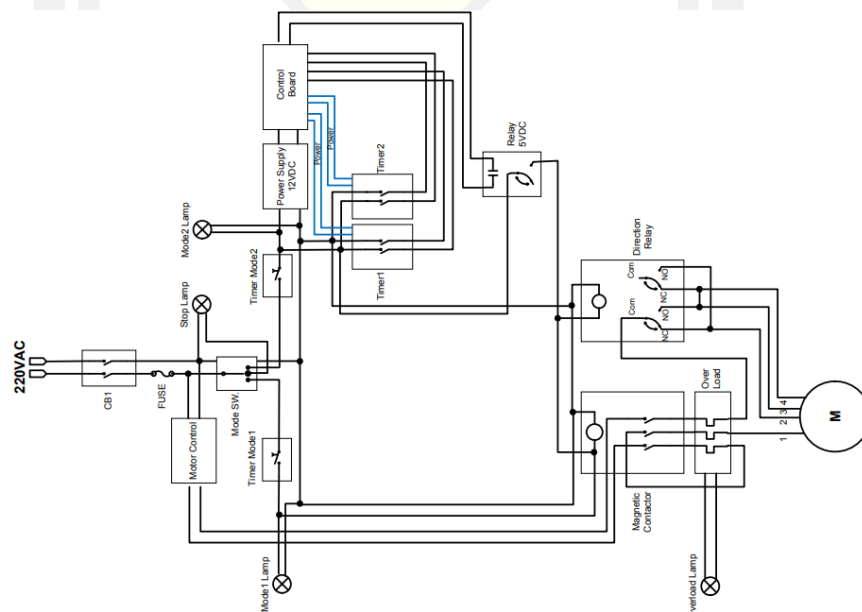 220VAC
CB1
FUSE
Motor Control
Mode SW.
Stop Lamp
Mode2 Lamp
Timer Mode1
Timer Mode2
Mode1 Lamp
Power Supply
12VDC
Control
Board
Power
Power
Timer1
Timer2
Relay
5VDC
Direction
Relay
Com
NO
NC
Com
NO
NC
Magnetic
Contactor
Over
Load
verload Lamp
1
2
3
4
M